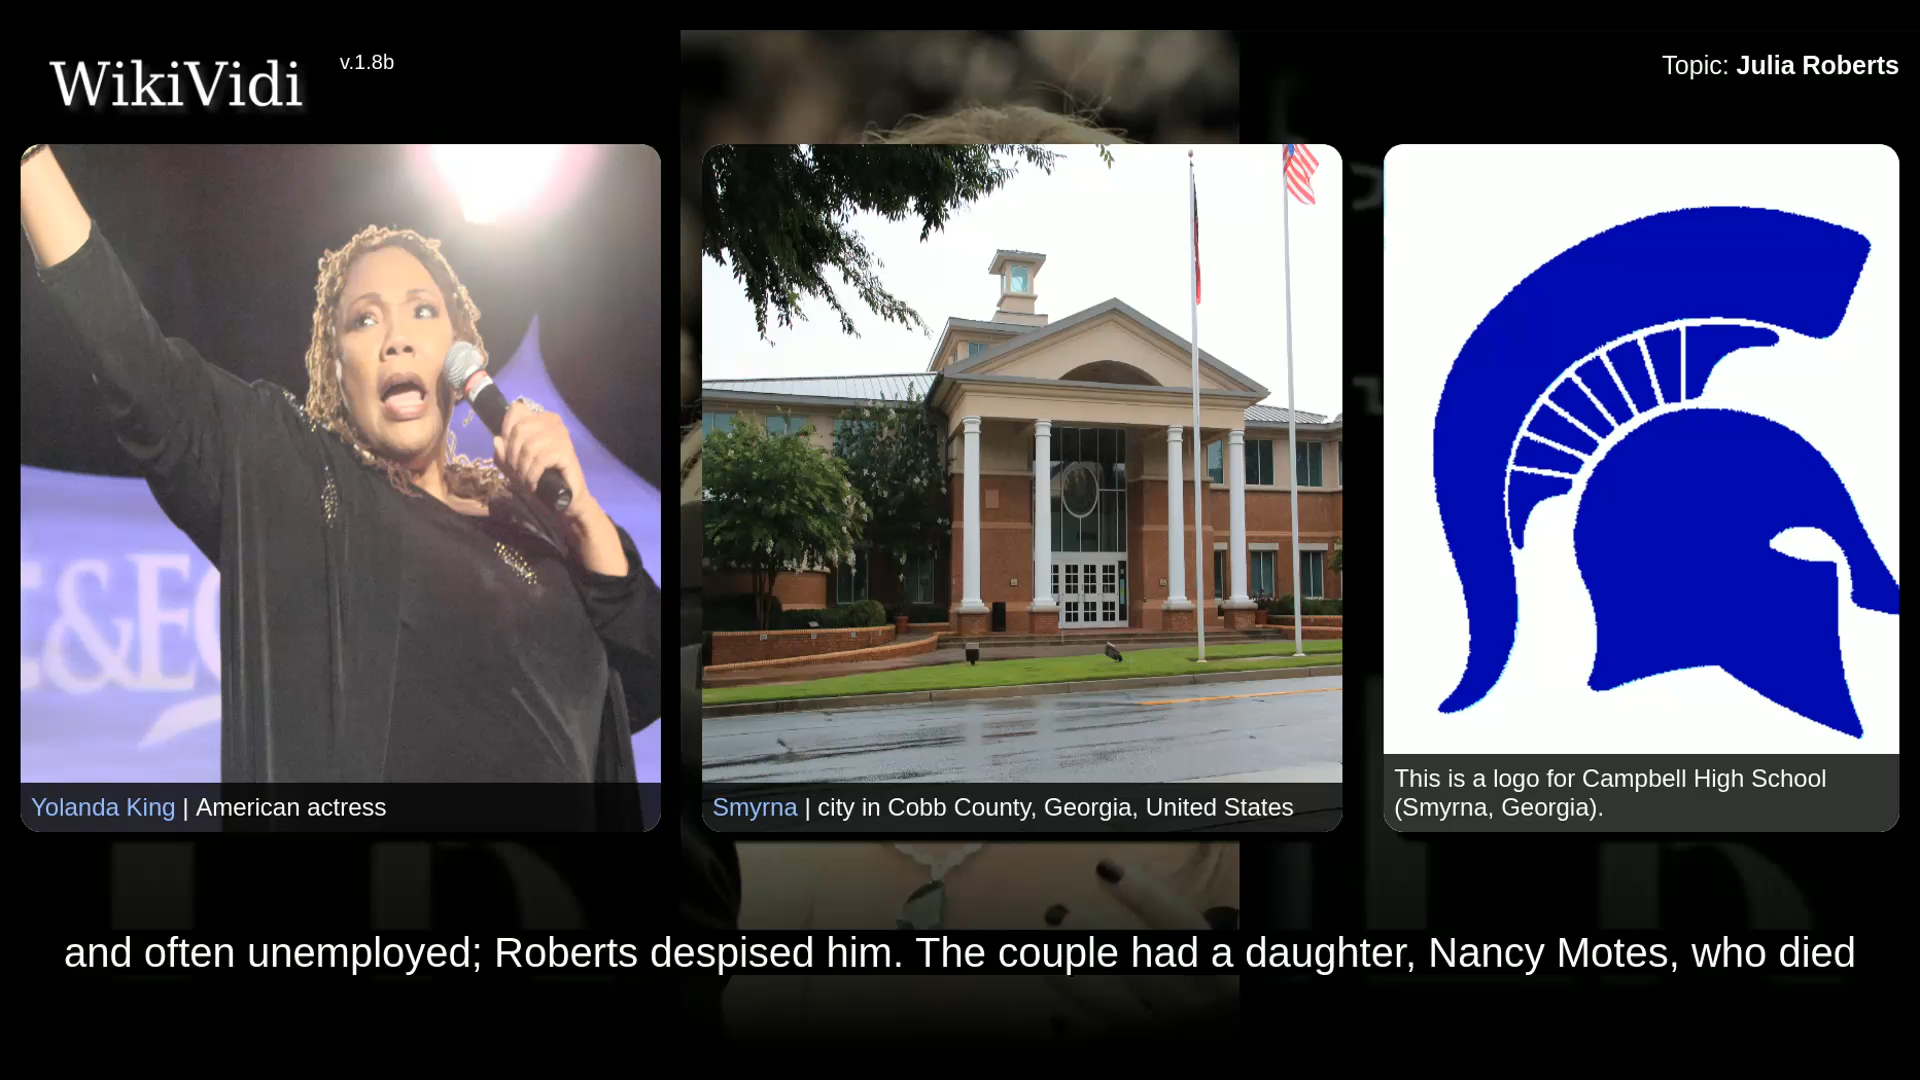 WikiVidi
v.1.8b
Topic: Julia Roberts
Yolanda King | American actress
Smyrna | city in Cobb County, Georgia, United States
This is a logo for Campbell High School
(Smyrna, Georgia).
and often unemployed; Roberts despised him. The couple had a daughter, Nancy Motes, who died